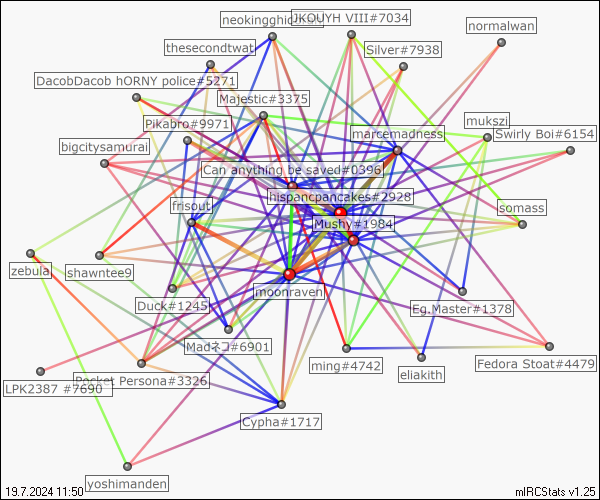 neokinghidora
JKOUYH VIII#7034
normalwan
thesecondtwat
Silver#7938
DacobDacob hORNY police#5271
Majestic#3375
Pikabro#9971
mukszi
marcemadness
Swirly Boi#6154
bigcitysamurai
Can anything be saved#0396
hispancpancakes#2928
frisout
somass
Mushy#1984
zebula
shawntee9
moonraven
Duck#1245
Eg.Master#1378
Madネコ#6901
ming#4742
Fedora Stoat#4479
eliakith
LPK2387 #7690
Pocket Persona#3326
Cypha#1717
yoshimanden
19.7.2024 11:50
mIRCStats v1.25